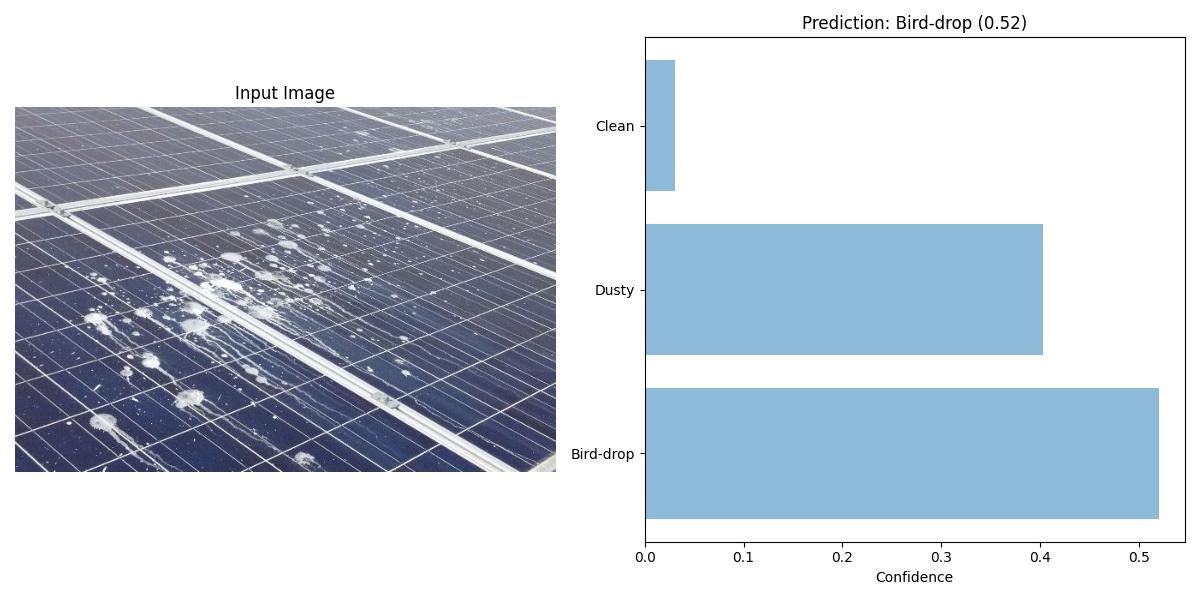 Input Image
Prediction: Bird-drop (0.52)
Clean
Dusty
Bird-drop
0.0 0.1 0.2 0.3 0.4 0.5
Confidence